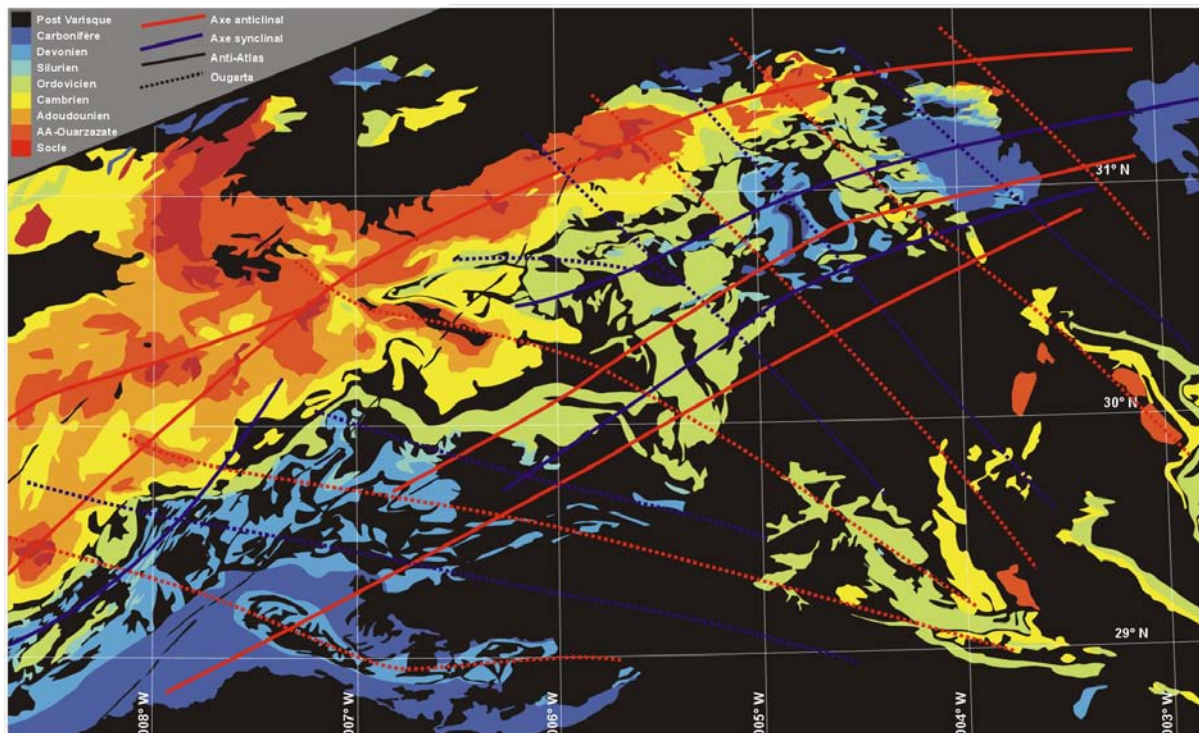 Post Varisque
Carbonifère
Devonien
Silurien
Ordovicien
Cambrien
Adoudounien
AA-Ouarzazate
Socle
Axe anticlinal
Axe synclinal
Anti-Atlas
Ougarta
31° N
30° N
29° N
008° W
007° W
006° W
005° W
004° W
003° W